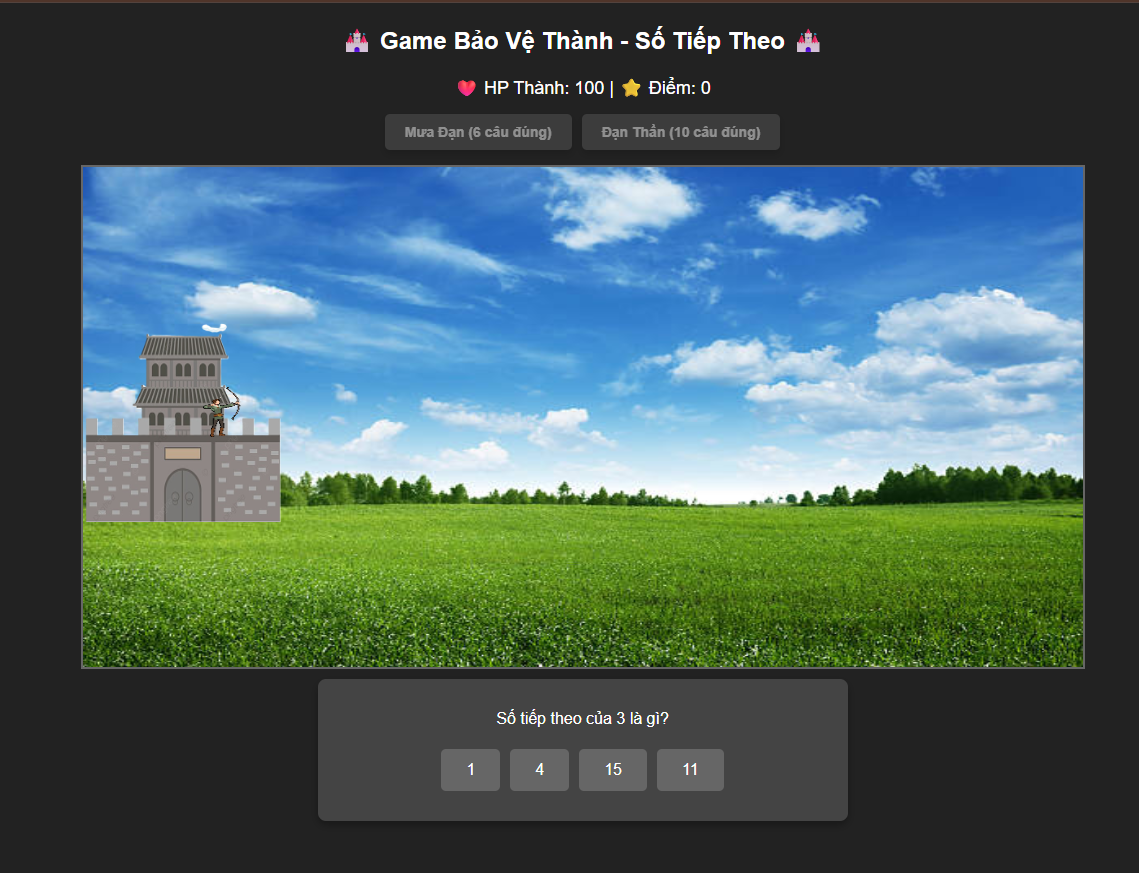 🏰 Game Bảo Vệ Thành - Số Tiếp Theo 🏰
❤️ HP Thành: 100 | ⭐ Điểm: 0
Mưa Đạn (6 câu đúng) Đạn Thần (10 câu đúng)
Số tiếp theo của 3 là gì?
1 4 15 11